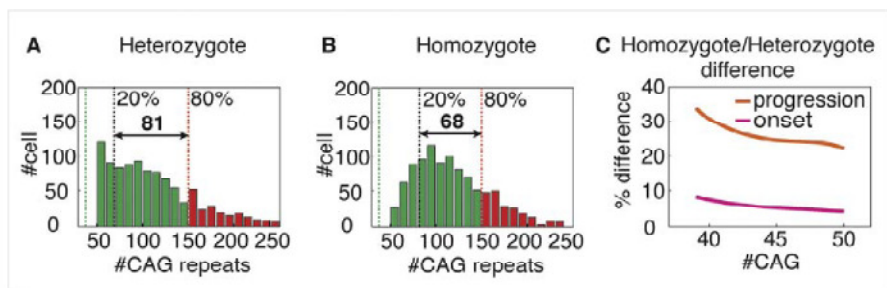 A Heterozygote
200
150
100
50
0
#cell
20%
80%
81
50 100 150 200 250
#CAG repeats
B Homozygote
200
150
100
50
0
#cell
20%
80%
68
50 100 150 200 250
#CAG repeats
C Homozygote/Heterozygote
difference
40
30
20
10
0
% difference
progression
onset
40 45 50
#CAG